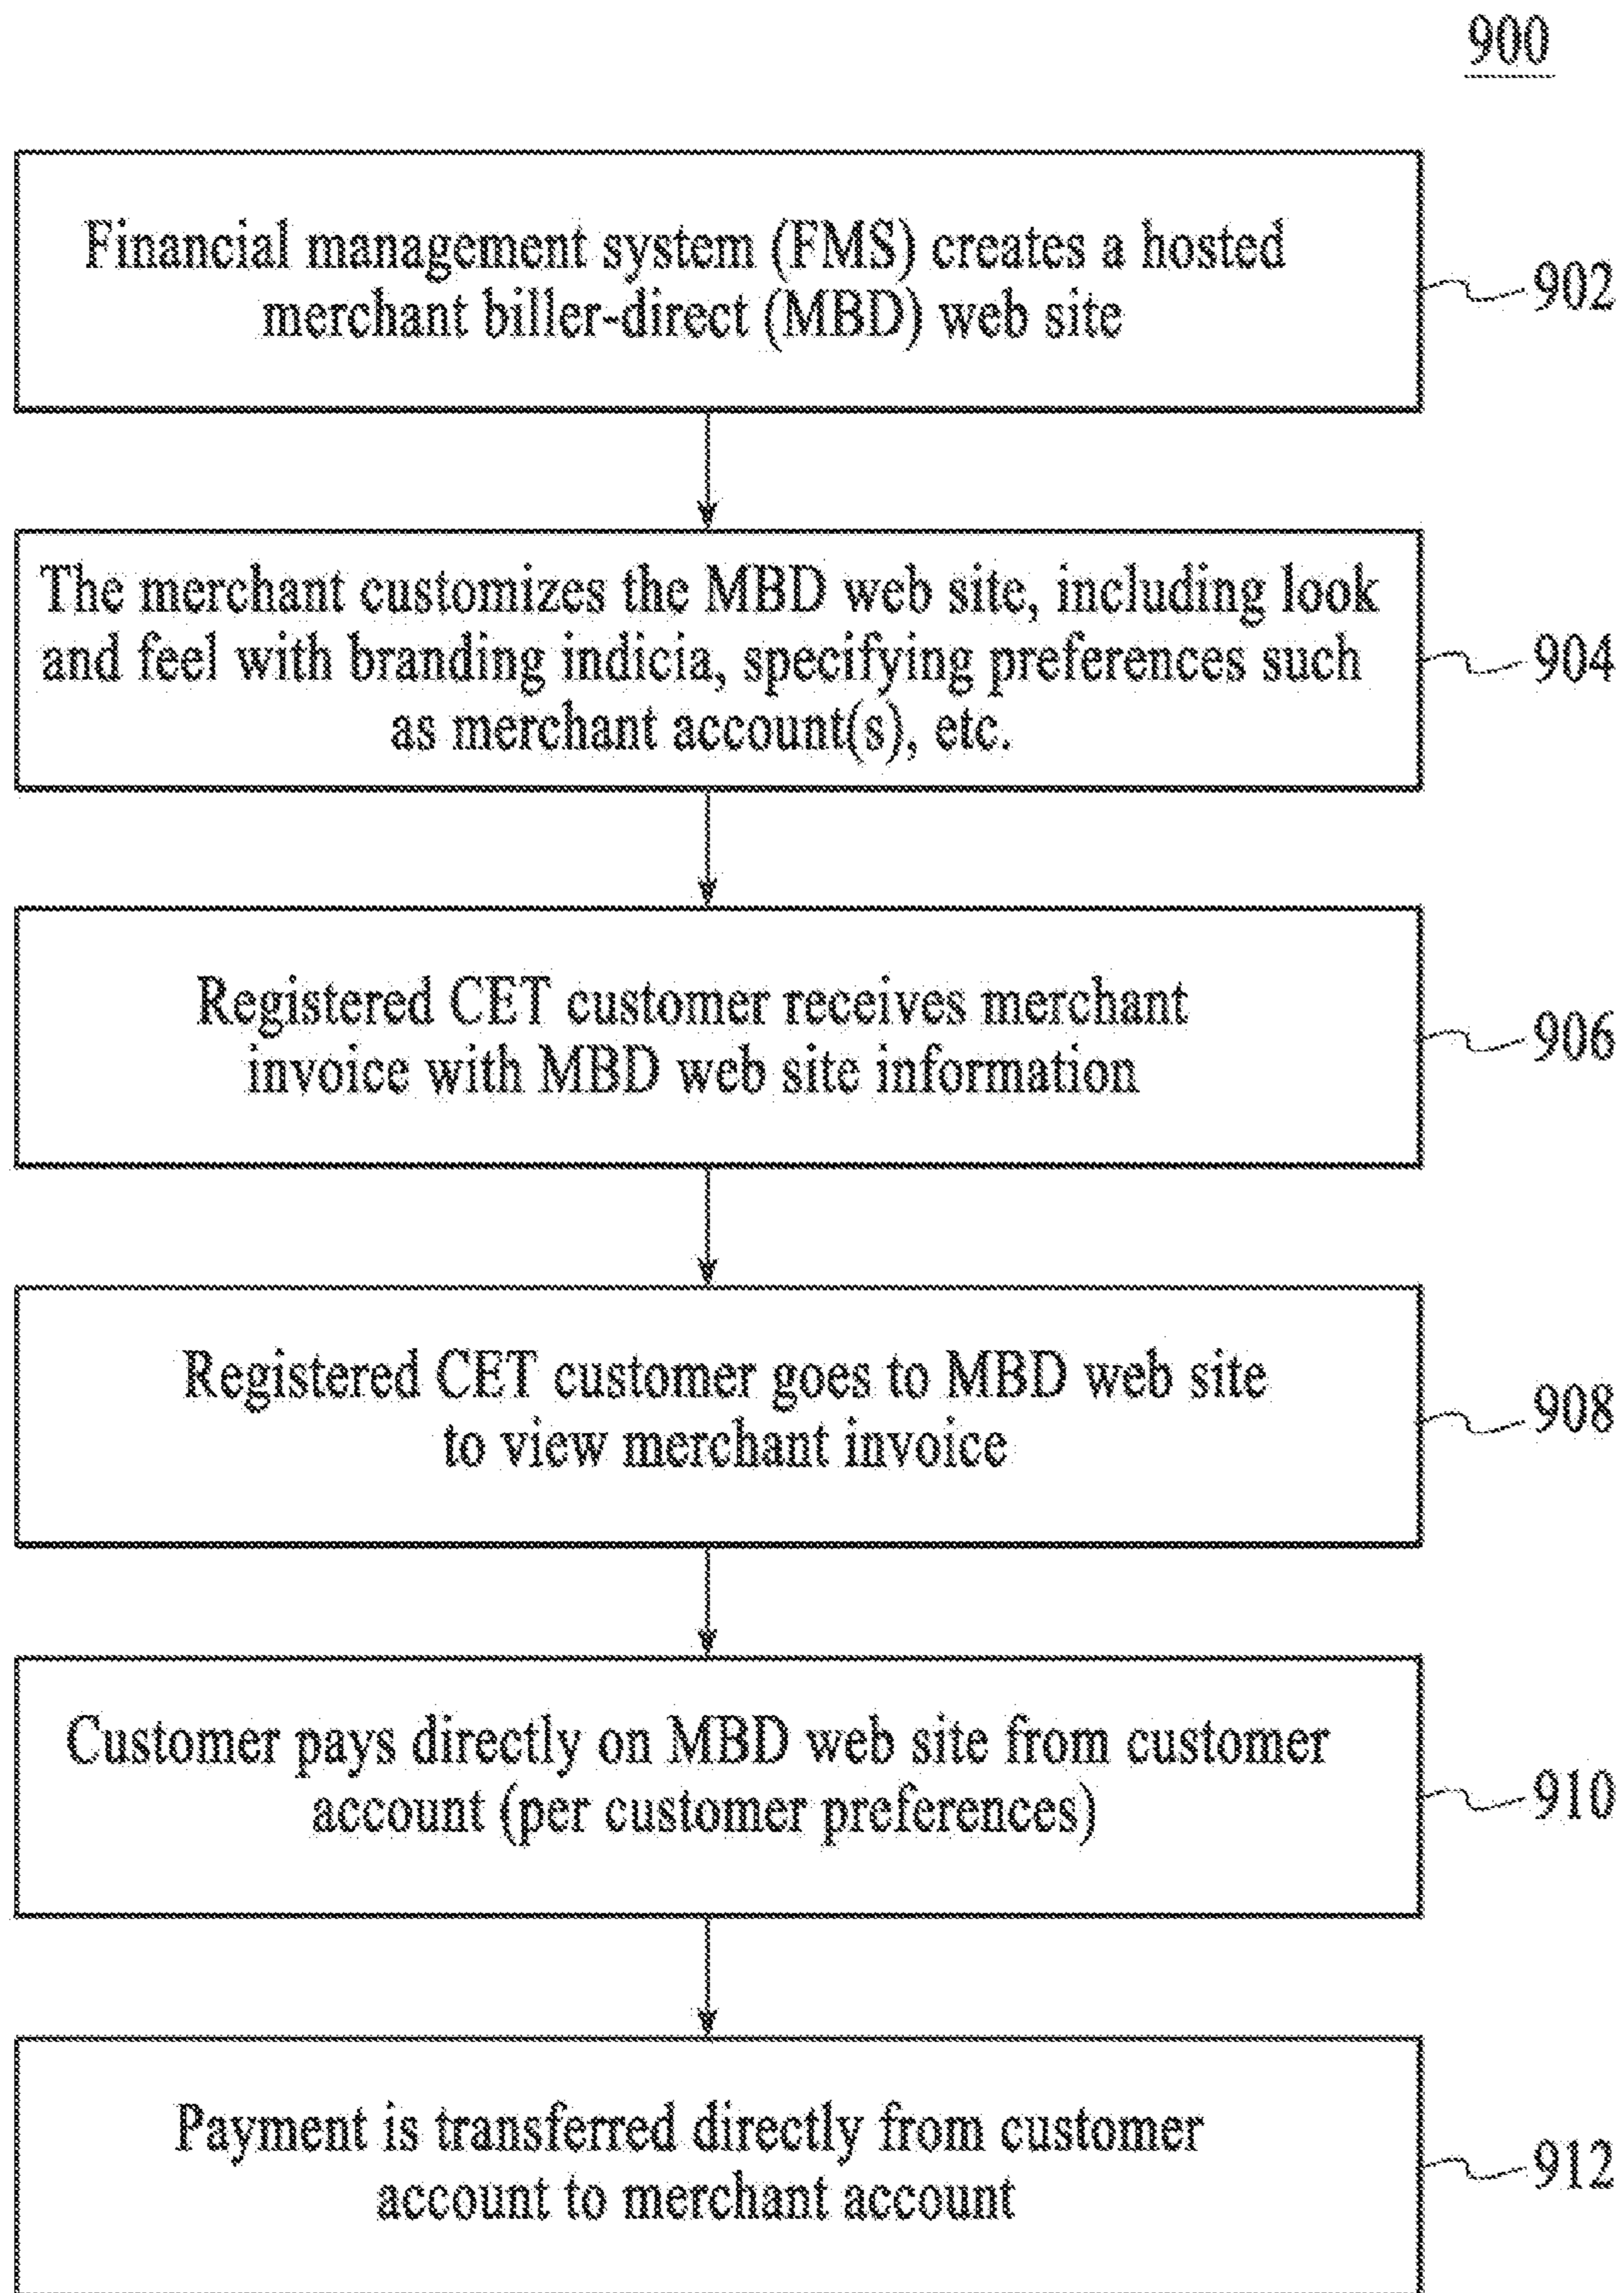 900
Financial management system (FMS) creates a hosted
merchant biller-direct (MBD) web site
902
The merchant customizes the MBD web site, including look
and feel with branding indicia, specifying preferences such
as merchant account(s), etc.
904
Registered CET customer receives merchant
invoice with MBD web site information
906
Registered CET customer goes to MBD web site
to view merchant invoice
908
Customer pays directly on MBD web site from customer
account (per customer preferences)
910
Payment is transferred directly from customer
account to merchant account
912